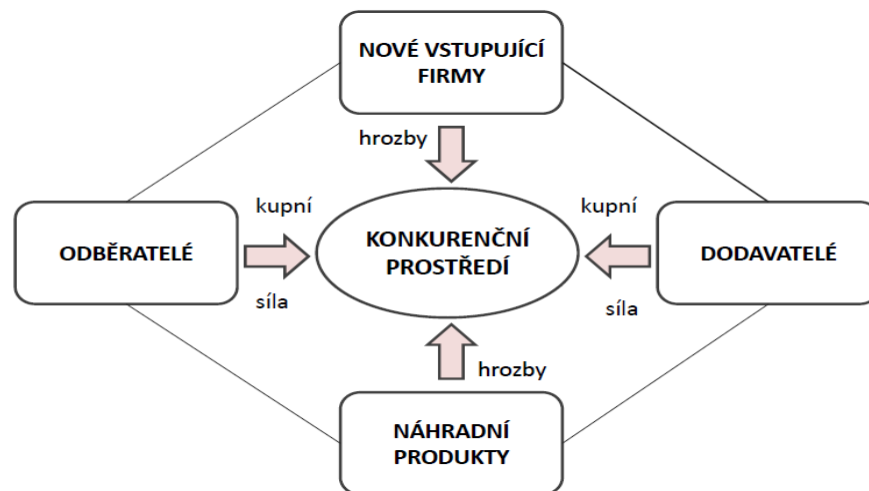 NOVÉ VSTUPUJÍCÍ
FIRMY
hrozby
kupní
kupní
ODBĚRATELÉ
KONKURENČNÍ
PROSTŘEDÍ
DODAVATELÉ
síla
síla
hrozby
NÁHRADNÍ
PRODUKTY